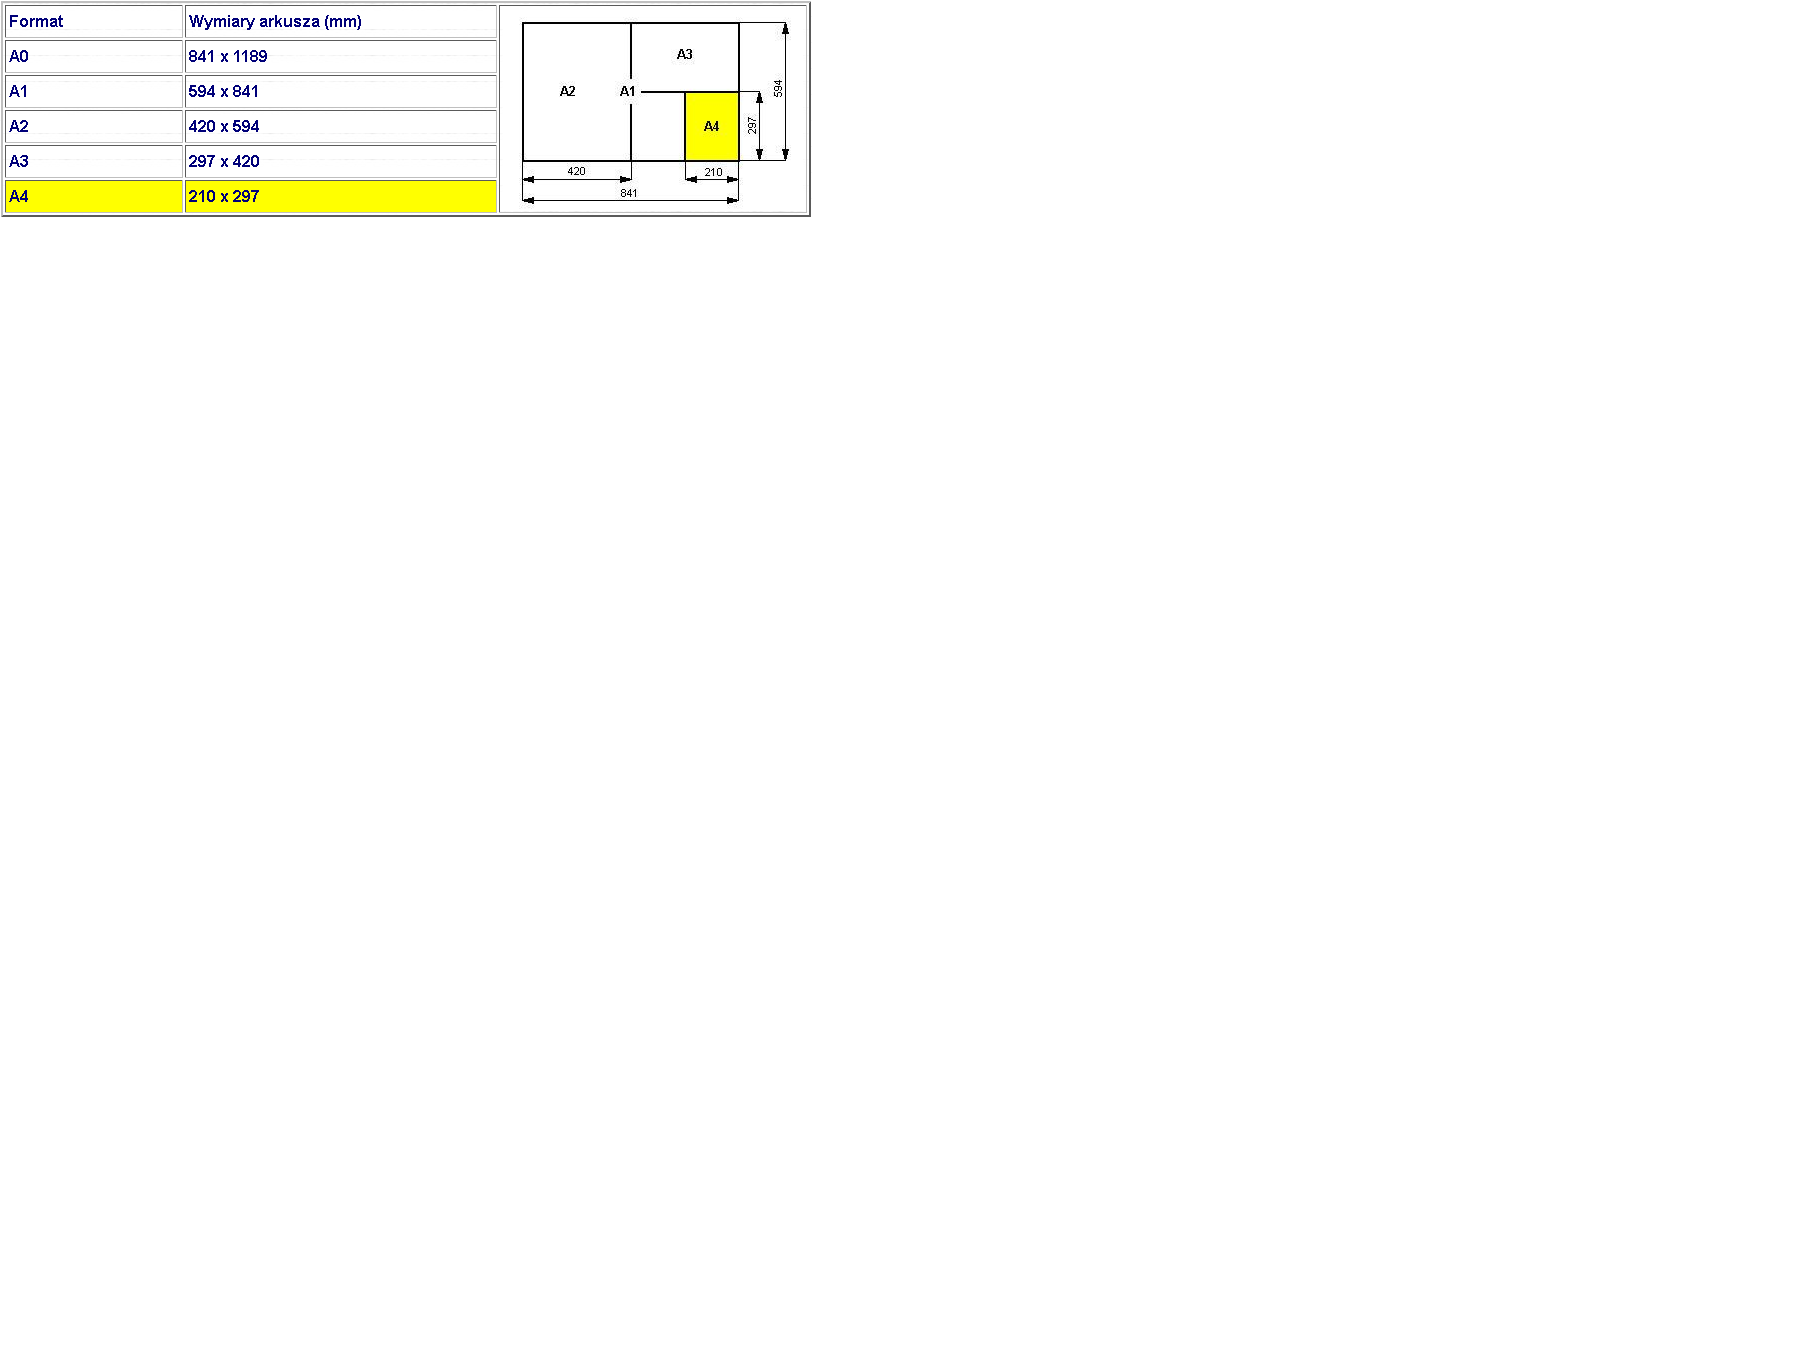 Format Wymiary arkusza (mm)
A0 841 x 1189
A1 594 x 841
A2 420 x 594
A3 297 x 420
A4 210 x 297
A3
A2 A1
A4
594
297
420 210
841